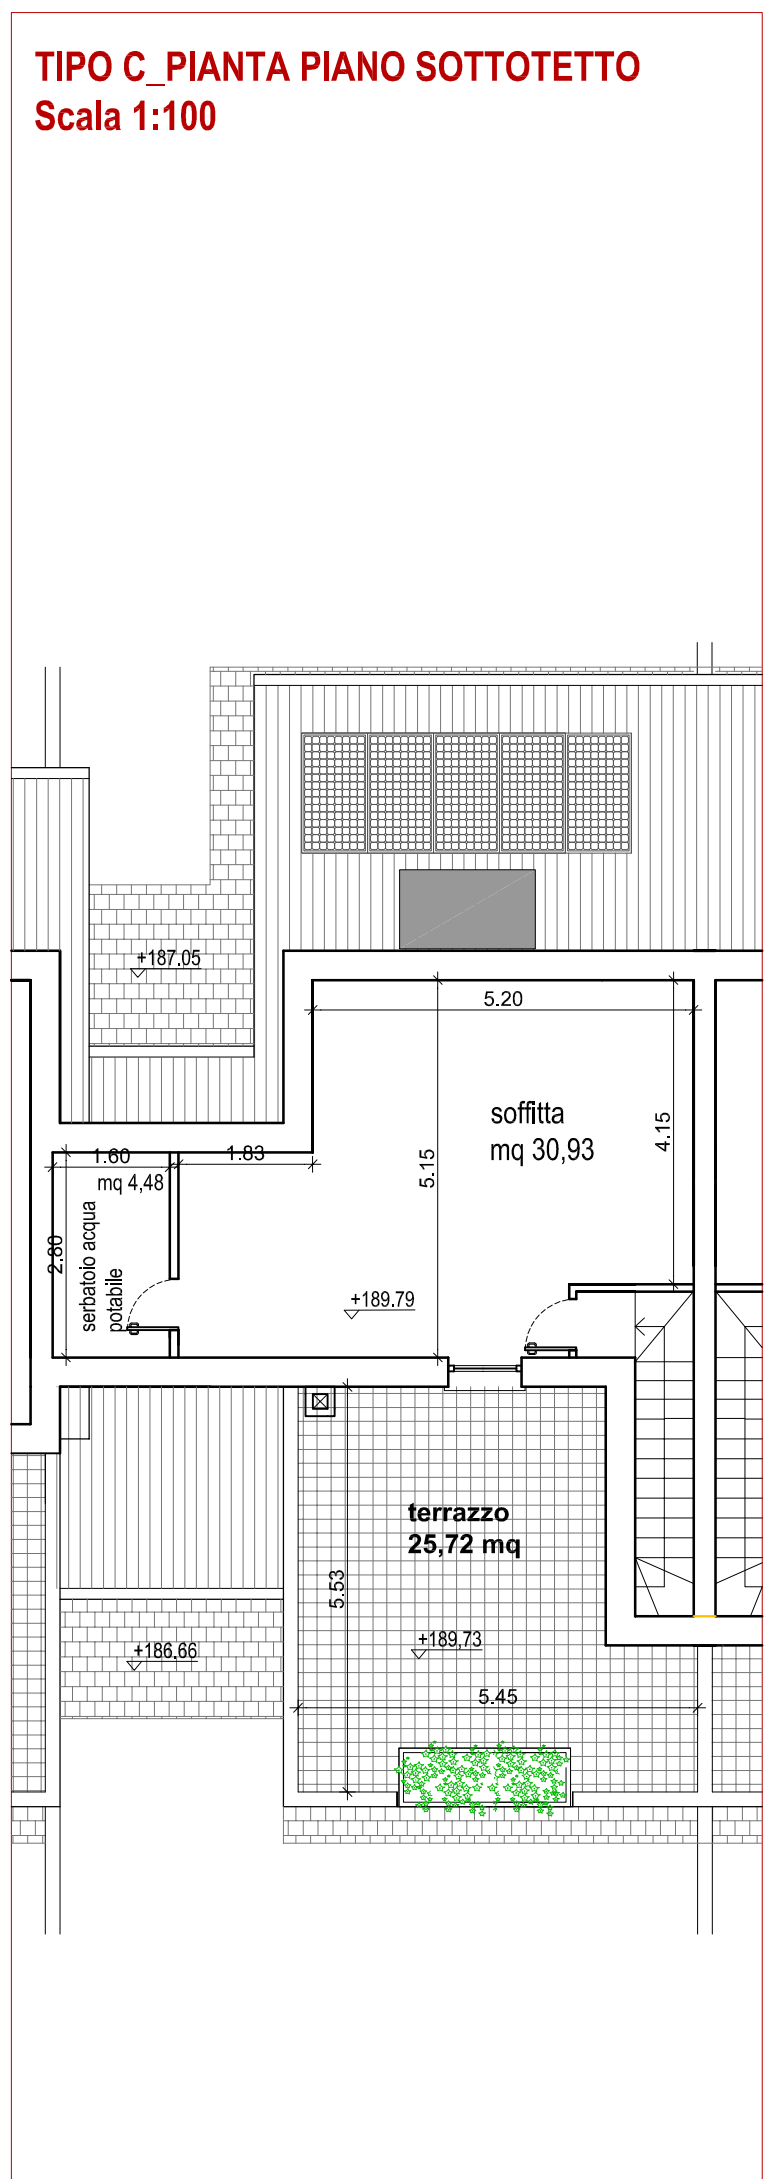 TIPO C_PIANTA PIANO SOTTOTETTO
Scala 1:100
+187.05
5.20
soffitta
mq 30,93
4.15
5.15
1.60
1.83
mq 4,48
2.80
serbatoio acqua
potabile
+189.79
terrazzo
25,72 mq
5.53
+189,73
+186.66
5.45